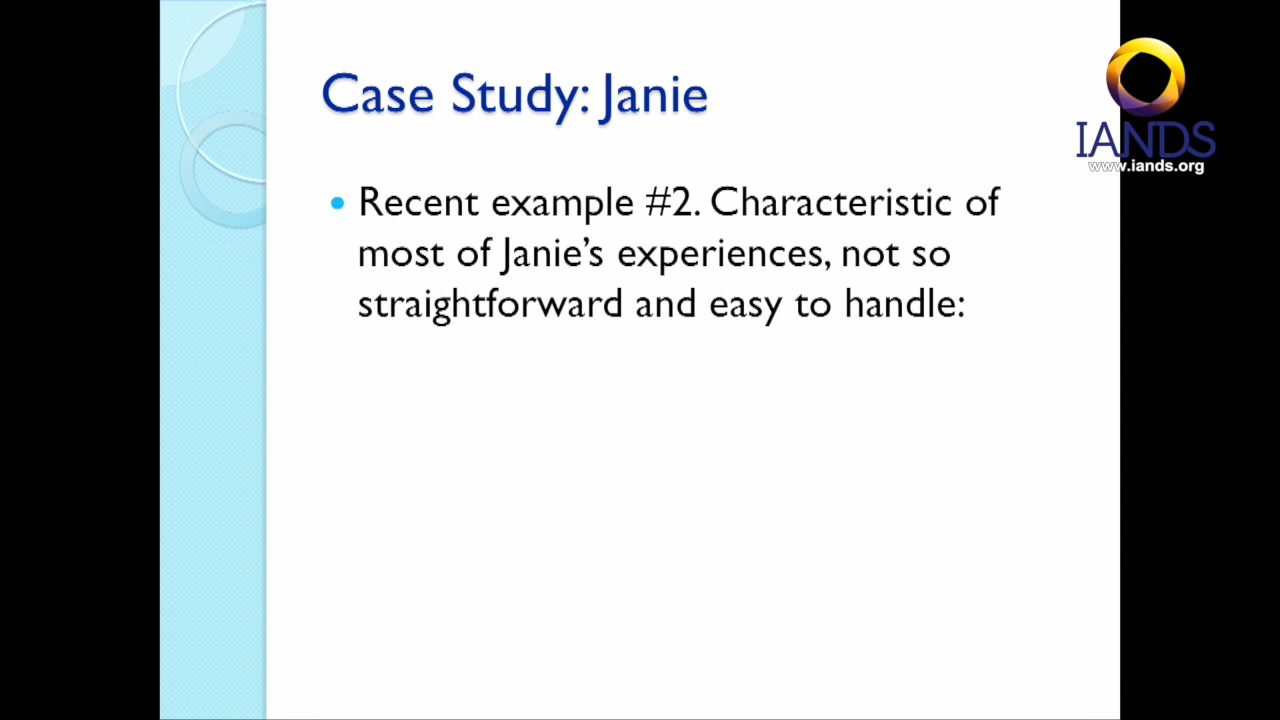 Case Study: Janie
IANDS
www.iands.org
• Recent example #2. Characteristic of
most of Janie’s experiences, not so
straightforward and easy to handle: